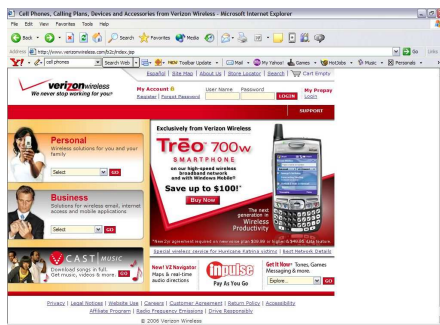 Cell Phones, Calling Plans, Devices and Accessories from Verizon Wireless - Microsoft Internet Explorer
File Edit View Favorites Tools Help
Back Search Favorites Media
Address http://www.verizonwireless.com/b2c/index.jsp Go Links
Y! cell phones Search Web NEW Toolbar Update Mail My Yahoo! Games HotJobs Music Personals
Español | Site Map | About Us | Store Locator | Search | Cart Empty
verizonwireless
We never stop working for you®
My Account
Register | Forgot Password
User Name Password
LOGIN
My Prepay
Login
SUPPORT
Personal
Wireless solutions for you and your
family
Select GO
Business
Solutions for wireless email, internet
access and mobile applications
Select GO
Exclusively from Verizon Wireless
Trēo™ 700w
SMARTPHONE
on our high-speed wireless
broadband network
and with Windows Mobile®
Save up to $100!*
Buy Now
The next
generation in
Wireless
Productivity
Special wireless service for Hurricane Katrina victims | Best Network Details
V CAST MUSIC
Download songs in full.
Get music, videos & more. GO
New! VZ Navigator
Maps & real-time
audio directions
inpulse
Pay As You Go
Get It Now® Tones, Games
Messaging & more.
Explore... GO
Privacy | Legal Notices | Website Use | Careers | Customer Agreement | Return Policy | Accessibility
Affiliate Program | Radio Frequency Emissions | Drive Responsibly
© 2006 Verizon Wireless